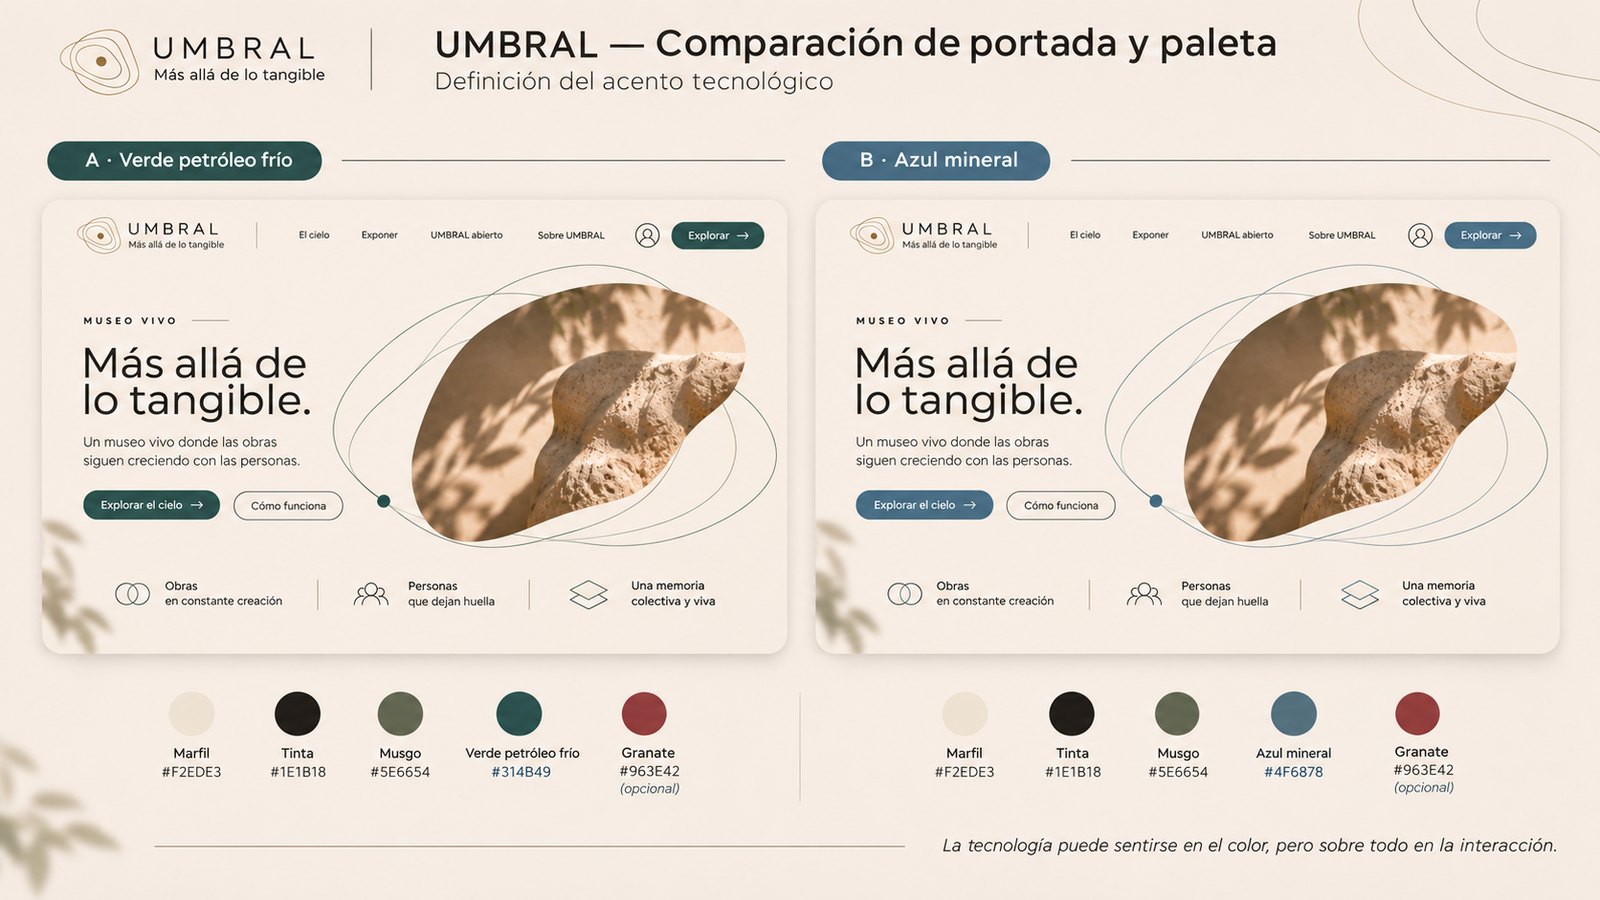 UMBRAL
Más allá de lo tangible
UMBRAL — Comparación de portada y paleta
Definición del acento tecnológico
A · Verde petróleo frío
UMBRAL
Más allá de lo tangible
El cielo
Exponer
UMBRAL abierto
Sobre UMBRAL
Explorar →
MUSEO VIVO
Más allá de
lo tangible.
Un museo vivo donde las obras
siguen creciendo con las personas.
Explorar el cielo →
Cómo funciona
Obras
en constante creación
Personas
que dejan huella
Una memoria
colectiva y viva
Marfil
#F2EDE3
Tinta
#1E1B18
Musgo
#5E6654
Verde petróleo frío
#314B49
Granate
#963E42
(opcional)
B · Azul mineral
UMBRAL
Más allá de lo tangible
El cielo
Exponer
UMBRAL abierto
Sobre UMBRAL
Explorar →
MUSEO VIVO
Más allá de
lo tangible.
Un museo vivo donde las obras
siguen creciendo con las personas.
Explorar el cielo →
Cómo funciona
Obras
en constante creación
Personas
que dejan huella
Una memoria
colectiva y viva
Marfil
#F2EDE3
Tinta
#1E1B18
Musgo
#5E6654
Azul mineral
#4F6878
Granate
#963E42
(opcional)
La tecnología puede sentirse en el color, pero sobre todo en la interacción.